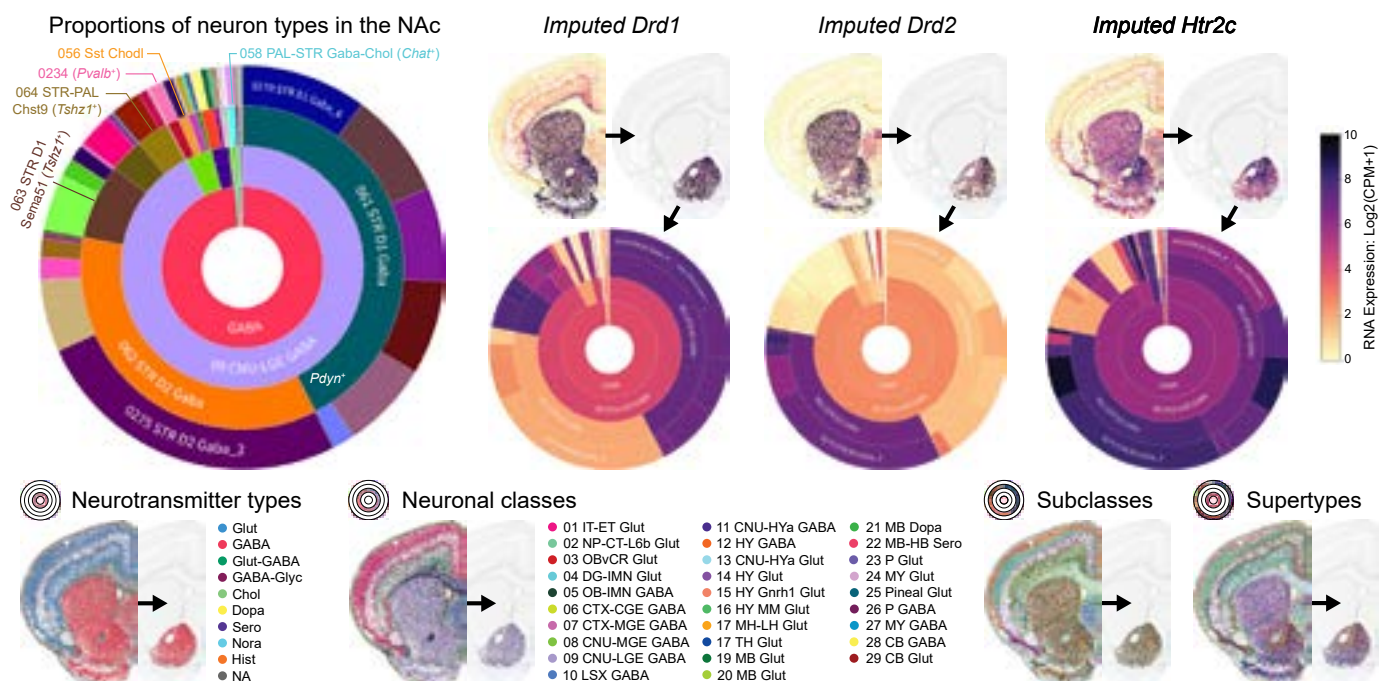 Proportions of neuron types in the NAc
Imputed Drd1
Imputed Drd2
Imputed Htr2c
056 Sst Chodl
058 PAL-STR Gaba-Chol (Chat⁺)
0234 (Pvalb⁺)
064 STR-PAL
Chst9 (Tshz1⁺)
063 STR D1
Sema51 (Tshz1⁺)
061 STR D1 Gaba
GABA
09 CNU-LGE GABA
062 STR D2 Gaba
0273 STR D2 Gaba_3
Pdyn⁺
10
8
6
4
2
0
RNA Expression: Log2(CPM+1)
Neurotransmitter types
Glut
GABA
Glut-GABA
GABA-Glyc
Chol
Dopa
Sero
Nora
Hist
NA
Neuronal classes
01 IT-ET Glut
02 NP-CT-L6b Glut
03 OBvCR Glut
04 DG-IMN Glut
05 OB-IMN GABA
06 CTX-CGE GABA
07 CTX-MGE GABA
08 CNU-MGE GABA
09 CNU-LGE GABA
10 LSX GABA
11 CNU-HYa GABA
12 HY GABA
13 CNU-HYa Glut
14 HY Glut
15 HY Gnrh1 Glut
16 HY MM Glut
17 MH-LH Glut
17 TH Glut
19 MB Glut
20 MB Glut
21 MB Dopa
22 MB-HB Sero
23 P Glut
24 MY Glut
25 Pineal Glut
26 P GABA
27 MY GABA
28 CB GABA
29 CB Glut
Subclasses
Supertypes